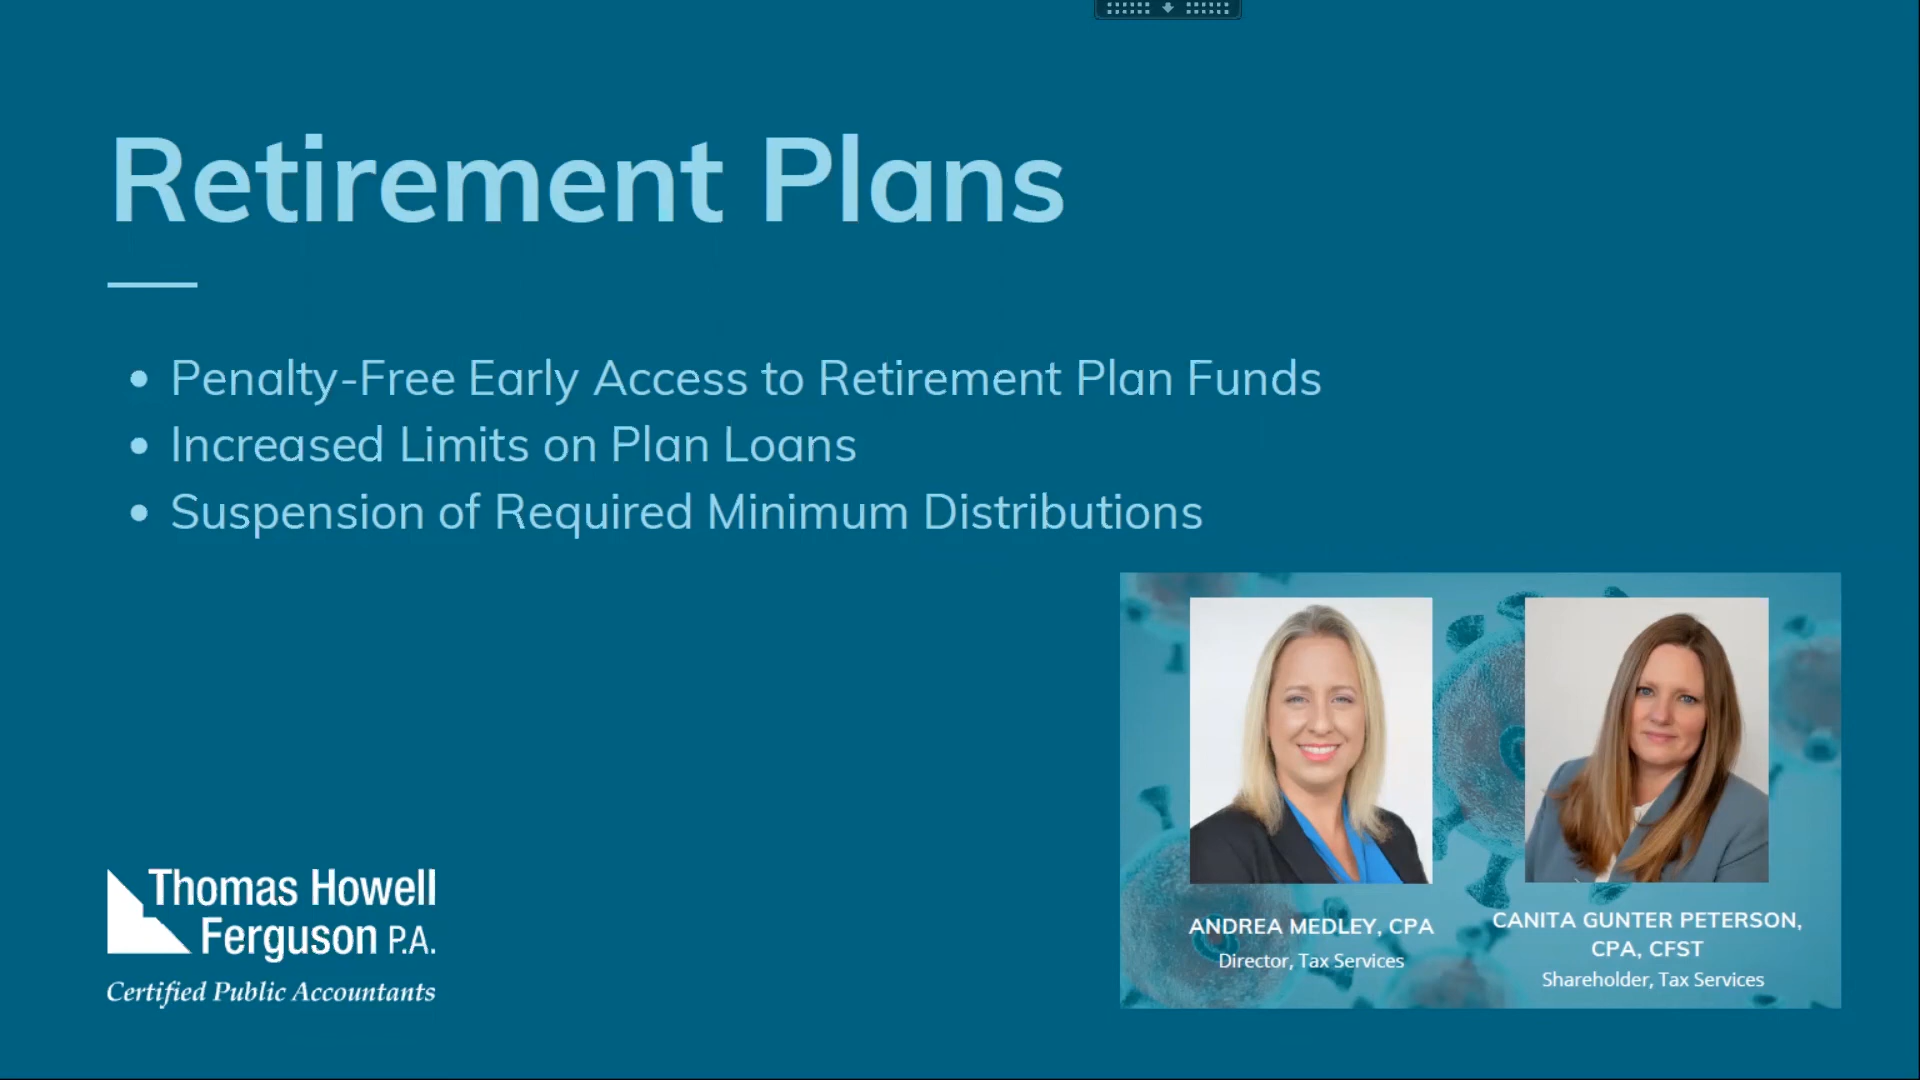 Retirement Plans
• Penalty-Free Early Access to Retirement Plan Funds
• Increased Limits on Plan Loans
• Suspension of Required Minimum Distributions
Thomas Howell
Ferguson P.A.
Certified Public Accountants
ANDREA MEDLEY, CPA
Director, Tax Services
CANITA GUNTER PETERSON,
CPA, CFST
Shareholder, Tax Services